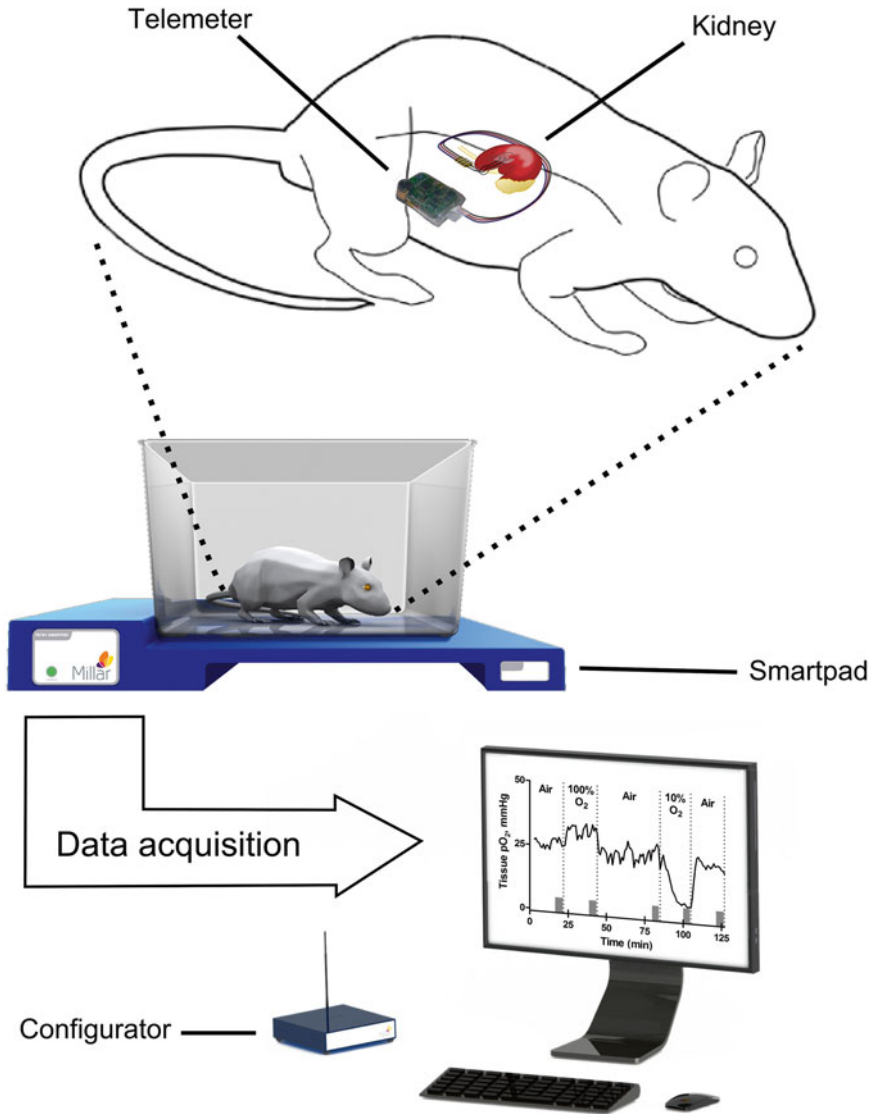 Telemeter
Kidney
Millar
Smartpad
Data acquisition
50
25
0
Tissue pO2, mmHg
Air
100%
O2
Air
10%
O2
Air
0 25 50 75 100 125
Time (min)
Configurator